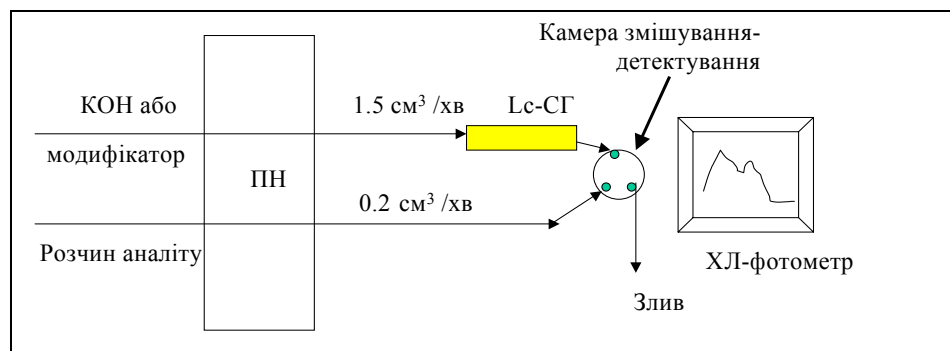 Камера змішування-
детектування
КОН або
модифікатор
1.5 см³ /хв
Lc-СГ
ПН
0.2 см³ /хв
Розчин аналіту
ХЛ-фотометр
Злив